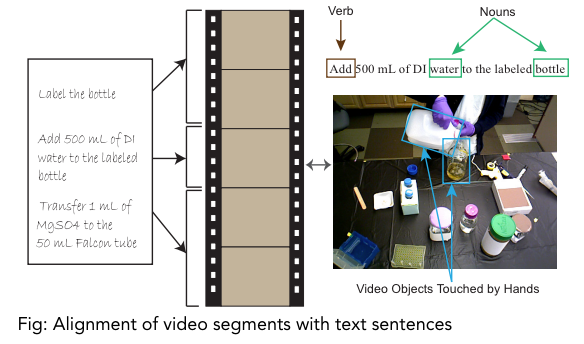 Verb
Nouns
Add 500 mL of DI water to the labeled bottle
Label the bottle.
Add 500 mL of DI
water to the labeled
bottle
Transfer 1 mL of
MgSO4 to the
50 mL Falcon tube
Video Objects Touched by Hands
Fig: Alignment of video segments with text sentences